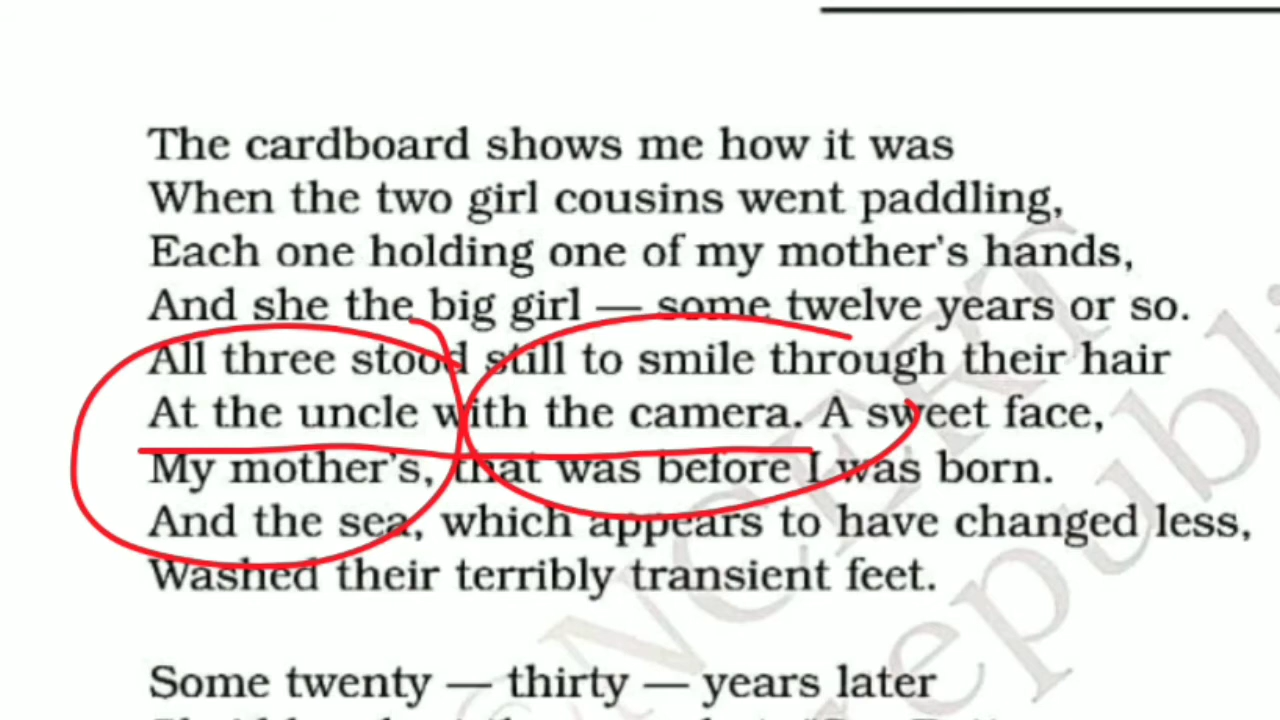 The cardboard shows me how it was
When the two girl cousins went paddling,
Each one holding one of my mother's hands,
And she the big girl — some twelve years or so.
All three stood still to smile through their hair
At the uncle with the camera. A sweet face,
My mother's, that was before I was born.
And the sea, which appears to have changed less,
Washed their terribly transient feet.
Some twenty — thirty — years later
NCERT
republi